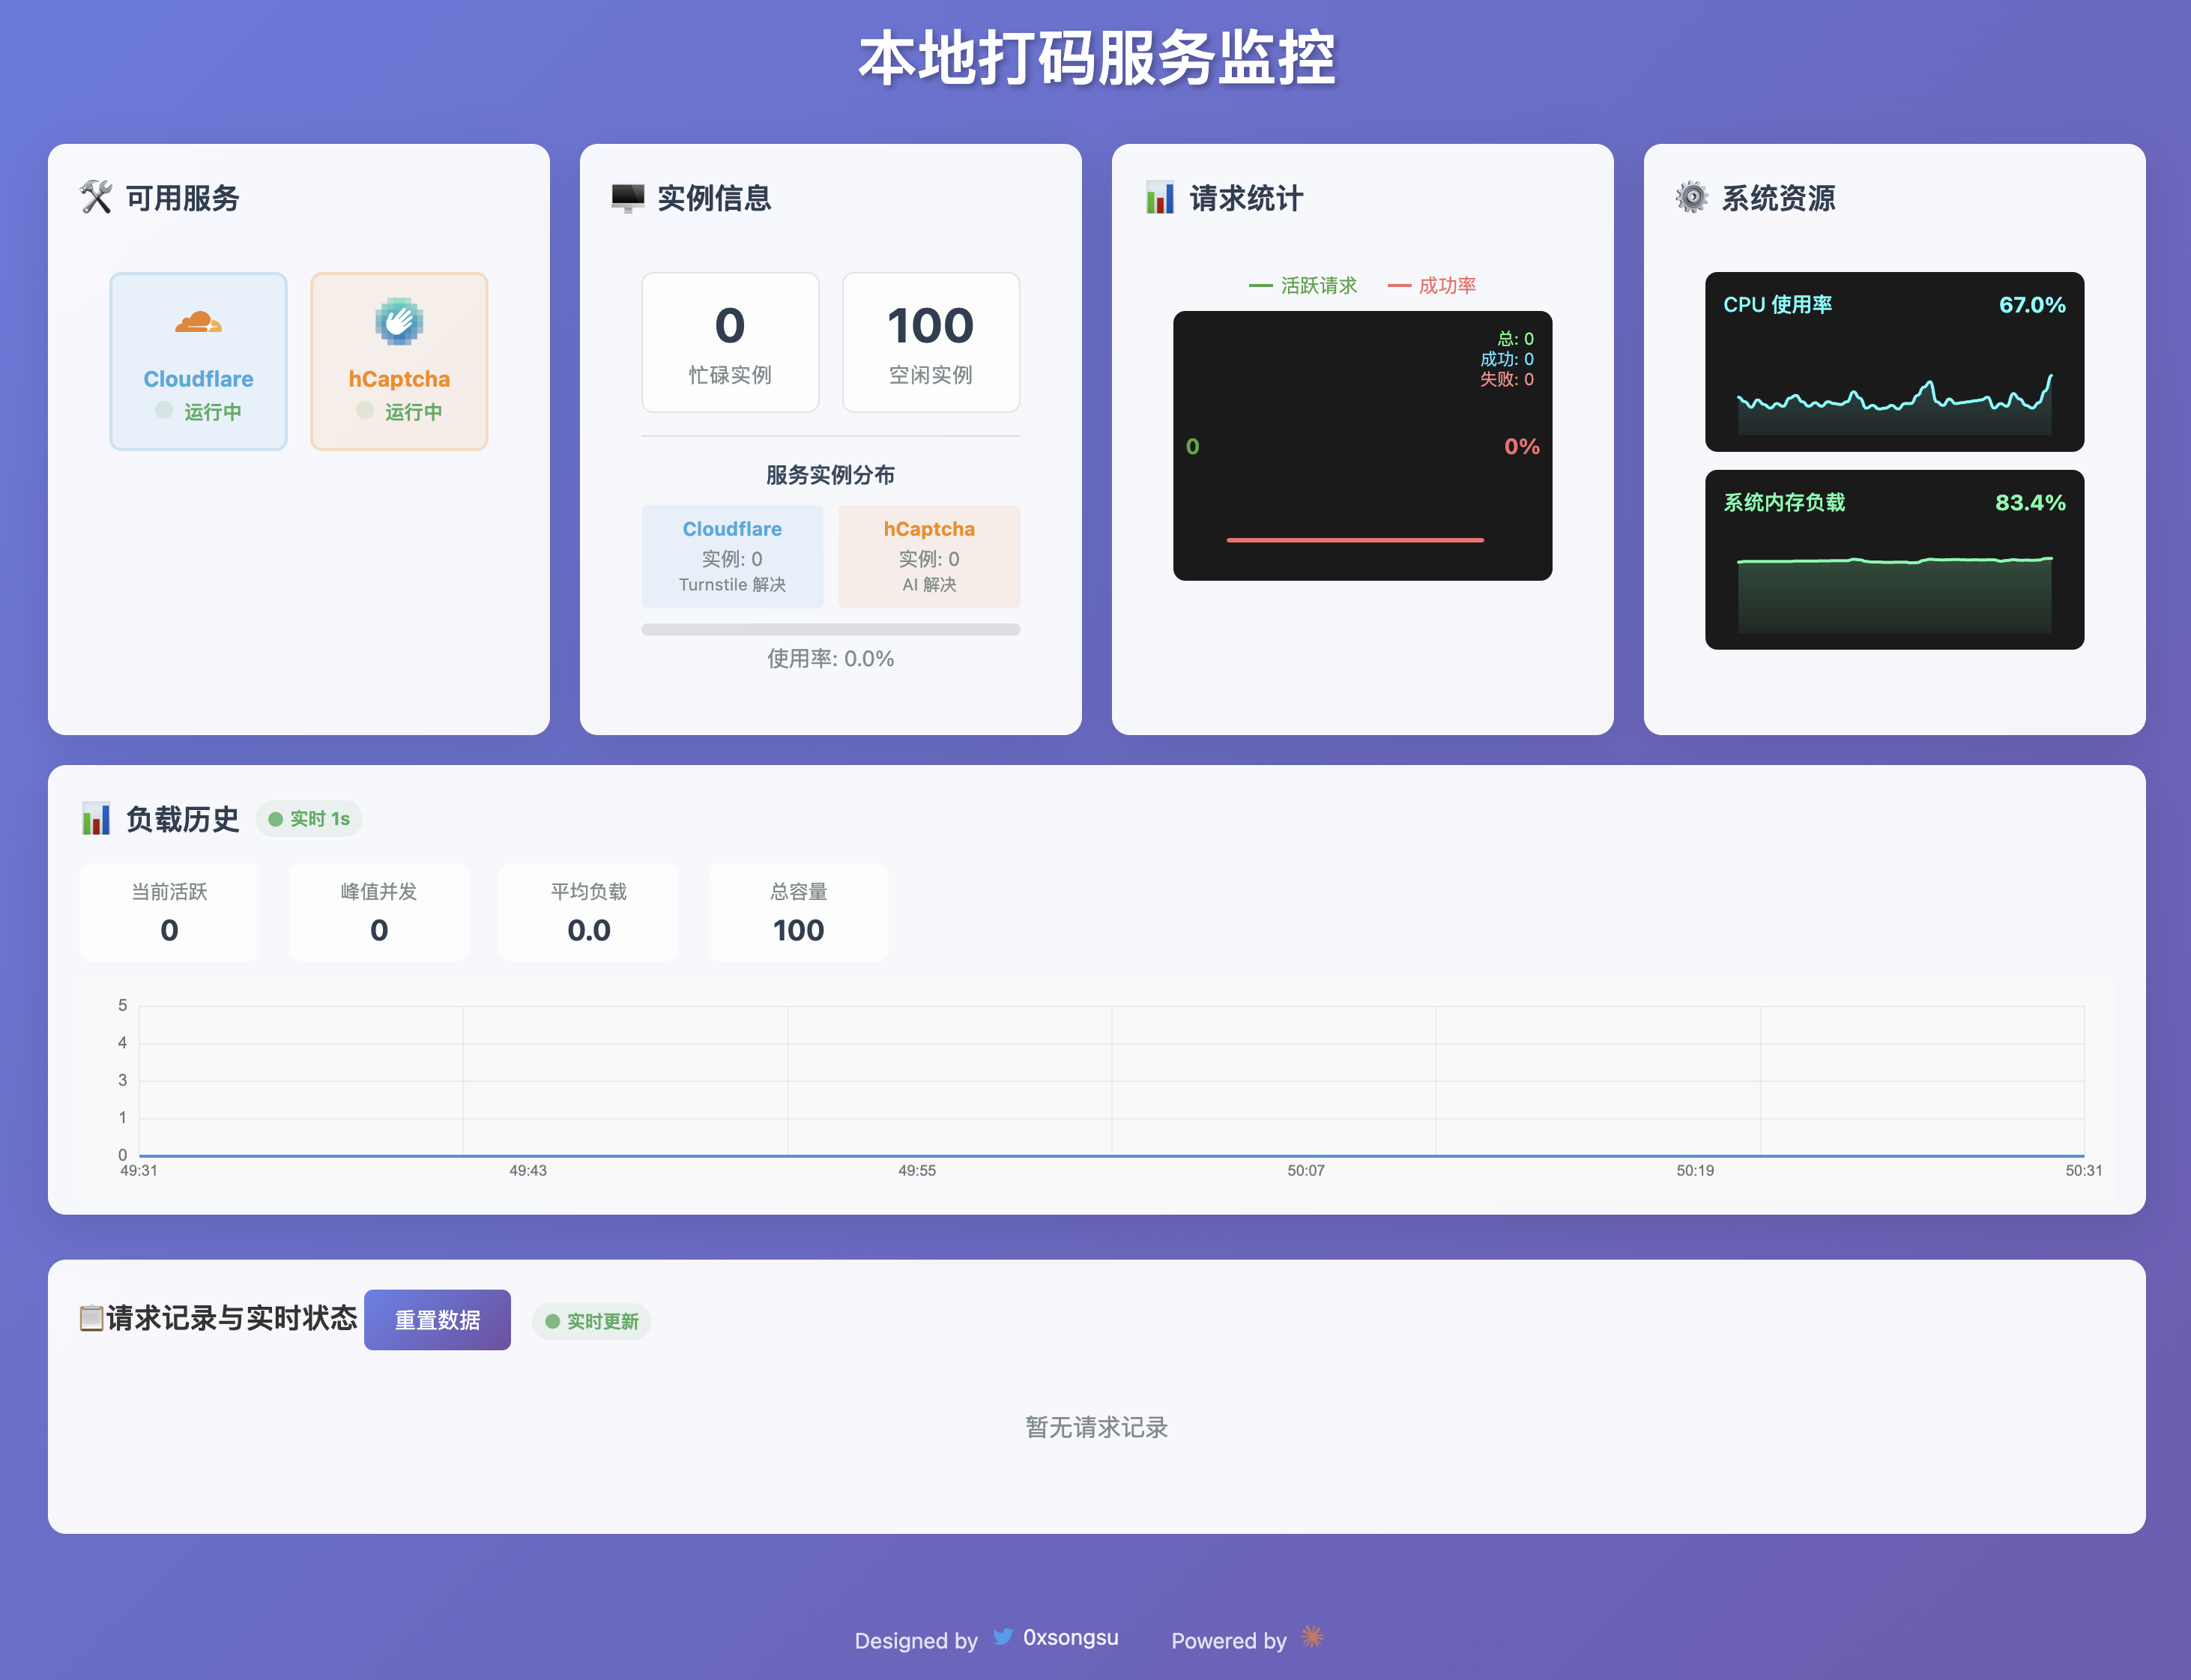 本地打码服务监控
🛠️ 可用服务
Cloudflare
运行中
hCaptcha
运行中
🖥️ 实例信息
0
忙碌实例
100
空闲实例
服务实例分布
Cloudflare
实例: 0
Turnstile 解决
hCaptcha
实例: 0
AI 解决
使用率: 0.0%
📊 请求统计
活跃请求
成功率
总: 0
成功: 0
失败: 0
0
0%
⚙️ 系统资源
CPU 使用率
67.0%
系统内存负载
83.4%
📊 负载历史
实时 1s
当前活跃
0
峰值并发
0
平均负载
0.0
总容量
100
5
4
3
1
0
49:31
49:43
49:55
50:07
50:19
50:31
📋请求记录与实时状态
重置数据
实时更新
暂无请求记录
Designed by 0xsongsu
Powered by